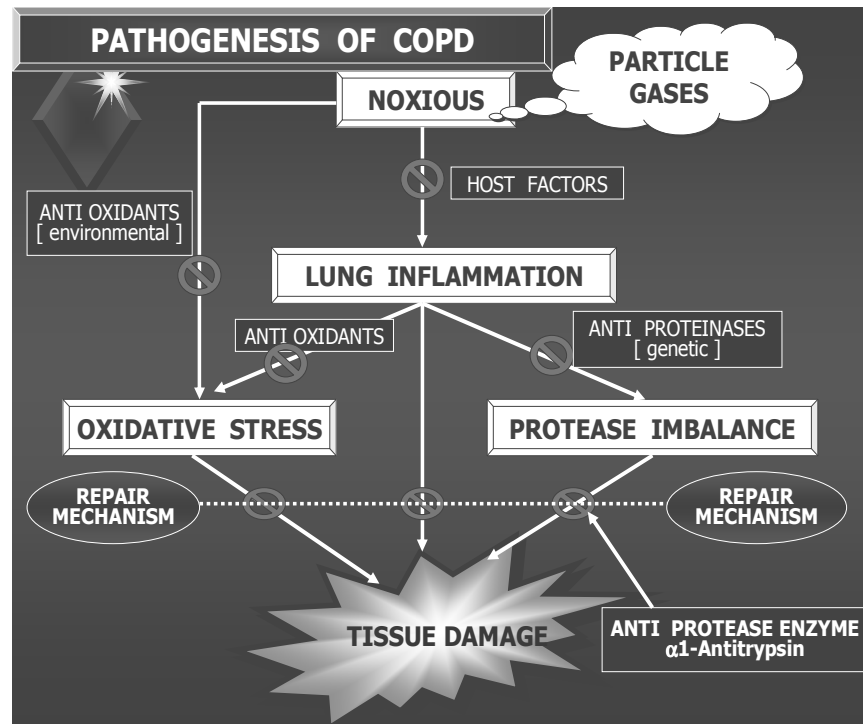 PATHOGENESIS OF COPD
PARTICLE
GASES
NOXIOUS
HOST FACTORS
ANTI OXIDANTS
[ environmental ]
LUNG INFLAMMATION
ANTI OXIDANTS
ANTI PROTEINASES
[ genetic ]
OXIDATIVE STRESS
PROTEASE IMBALANCE
REPAIR
MECHANISM
REPAIR
MECHANISM
TISSUE DAMAGE
ANTI PROTEASE ENZYME
α1-Antitrypsin